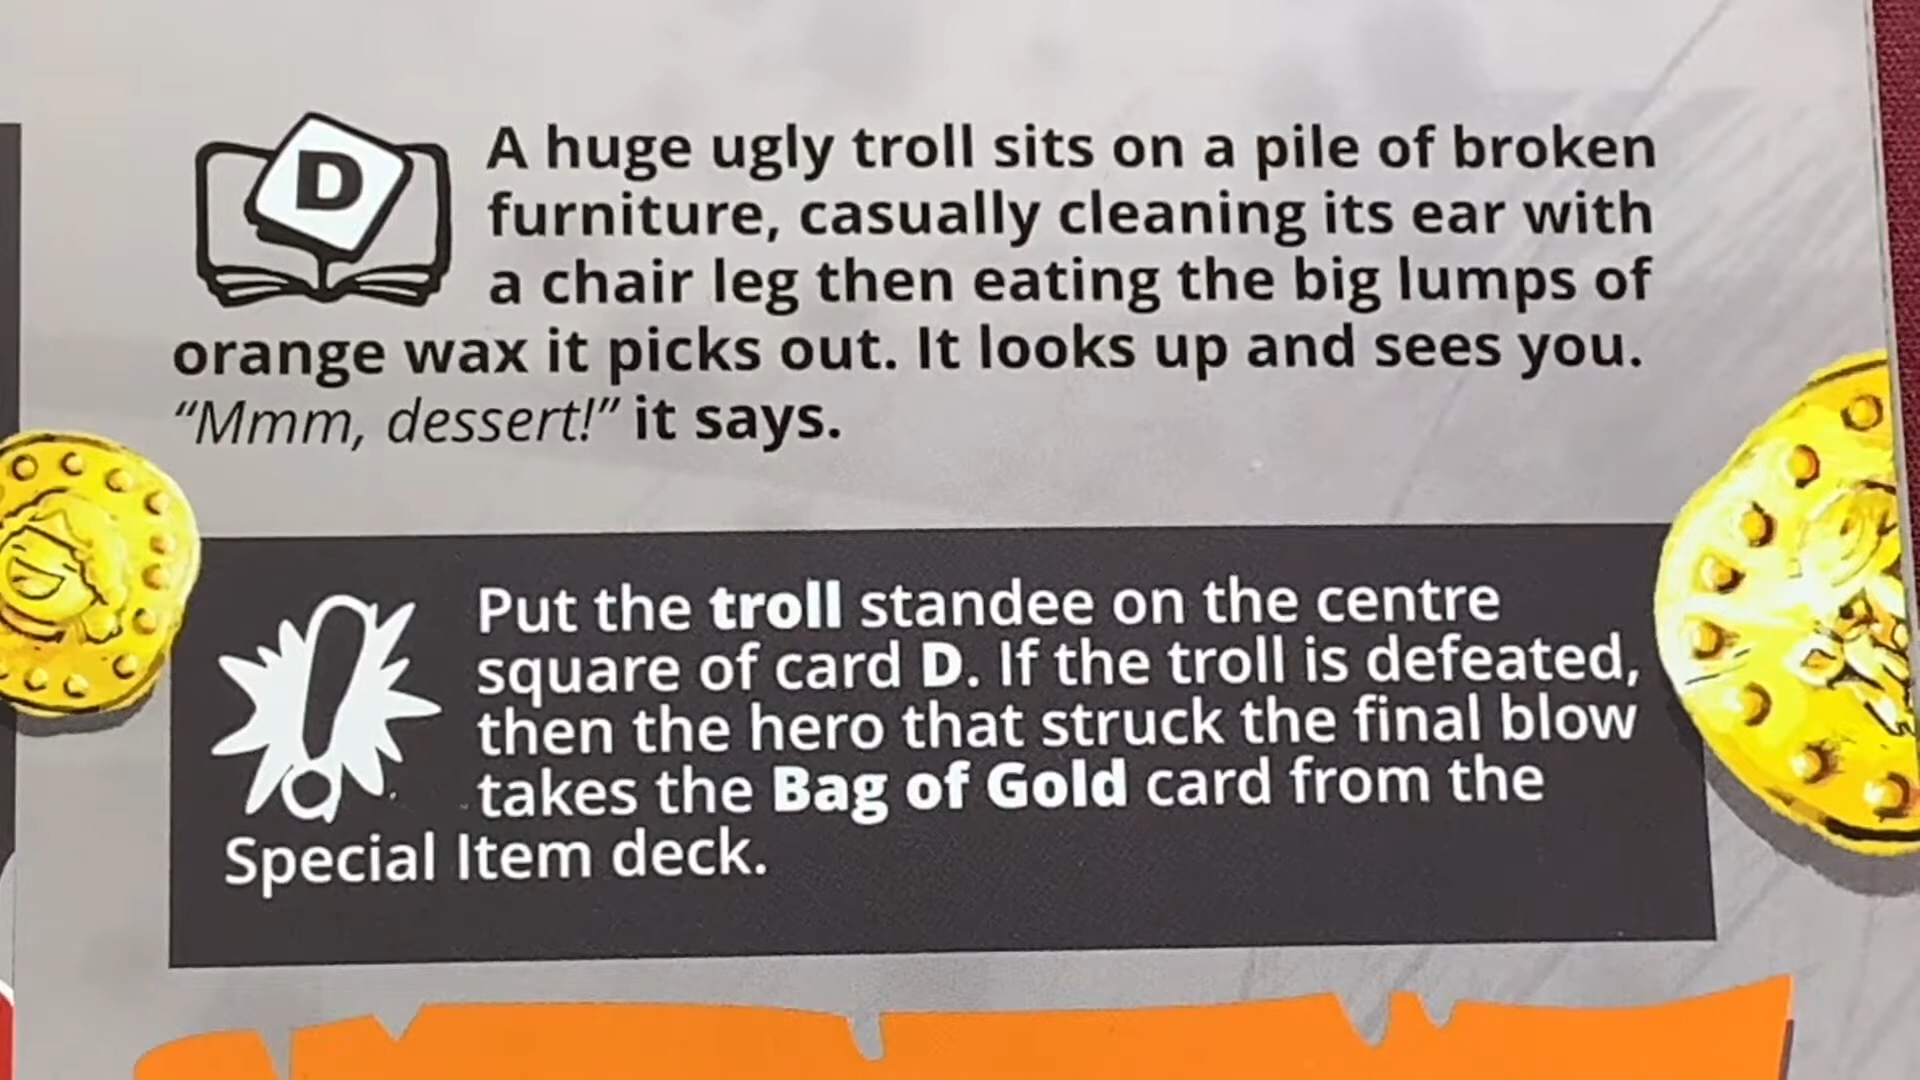 D
A huge ugly troll sits on a pile of broken
furniture, casually cleaning its ear with
a chair leg then eating the big lumps of
orange wax it picks out. It looks up and sees you.
“Mmm, dessert!” it says.
Put the troll standee on the centre
square of card D. If the troll is defeated,
then the hero that struck the final blow
takes the Bag of Gold card from the
Special Item deck.